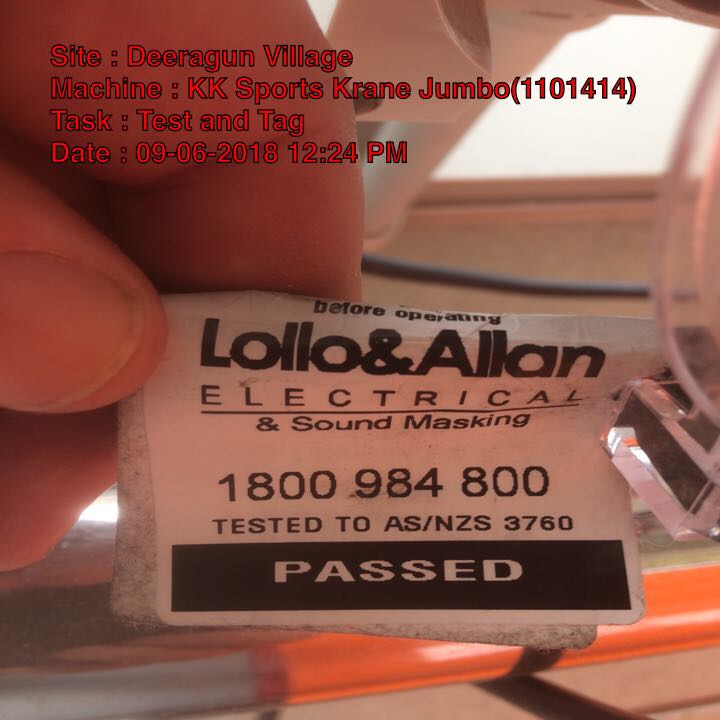 Site : Deeragun Village
Machine : KK Sports Krane Jumbo(1101414)
Task : Test and Tag
Date : 09-06-2018 12:24 PM
before operating
Lollo&Allan
ELECTRICAL
& Sound Masking
1800 984 800
TESTED TO AS/NZS 3760
PASSED